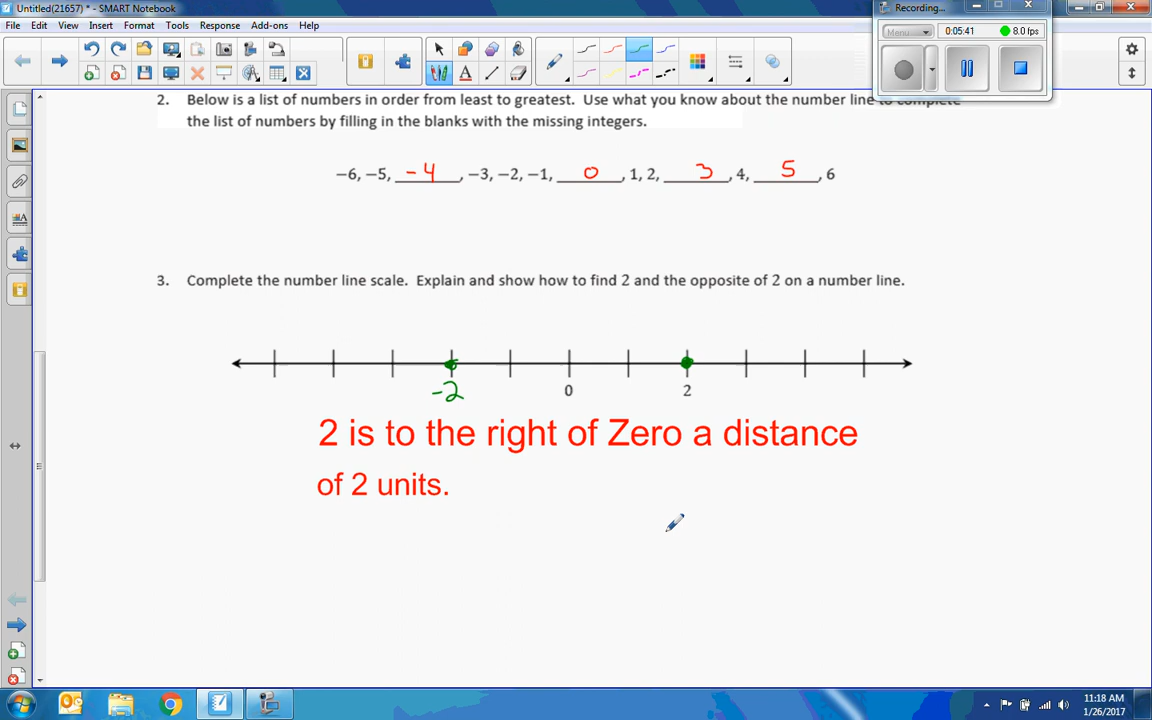 Untitled(21657) * - SMART Notebook
Recording...
File Edit View Insert Format Tools Response Add-ons Help
Menu 0:05:41 8.0 fps
2. Below is a list of numbers in order from least to greatest. Use what you know about the number line to complete
the list of numbers by filling in the blanks with the missing integers.
−6, −5, -4, −3, −2, −1, 0, 1, 2, 3, 4, 5, 6
3. Complete the number line scale. Explain and show how to find 2 and the opposite of 2 on a number line.
-2 0 2
2 is to the right of Zero a distance
of 2 units.
11:18 AM
1/26/2017